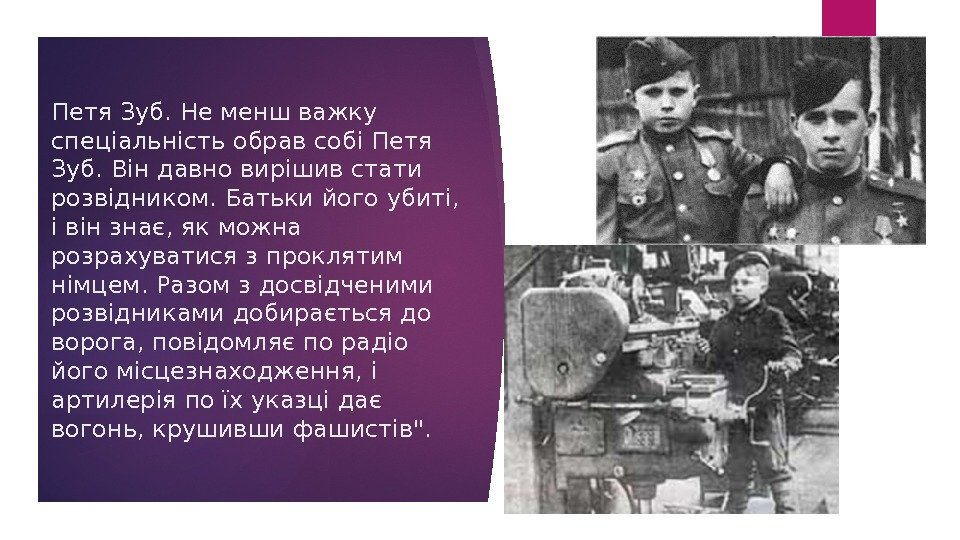 Петя Зуб. Не менш важку
спеціальність обрав собі Петя
Зуб. Він давно вирішив стати
розвідником. Батьки його убиті,
і він знає, як можна
розрахуватися з проклятим
німцем. Разом з досвідченими
розвідниками добирається до
ворога, повідомляє по радіо
його місцезнаходження, і
артилерія по їх указці дає
вогонь, крушивши фашистів".